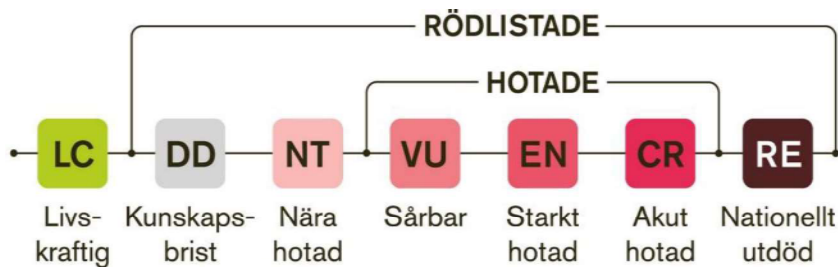 RÖDLISTADE
HOTADE
LC DD NT VU EN CR RE
Livs- Kunskaps- Nära Sårbar Starkt Akut Nationellt
kraftig brist hotad hotad hotad utdöd